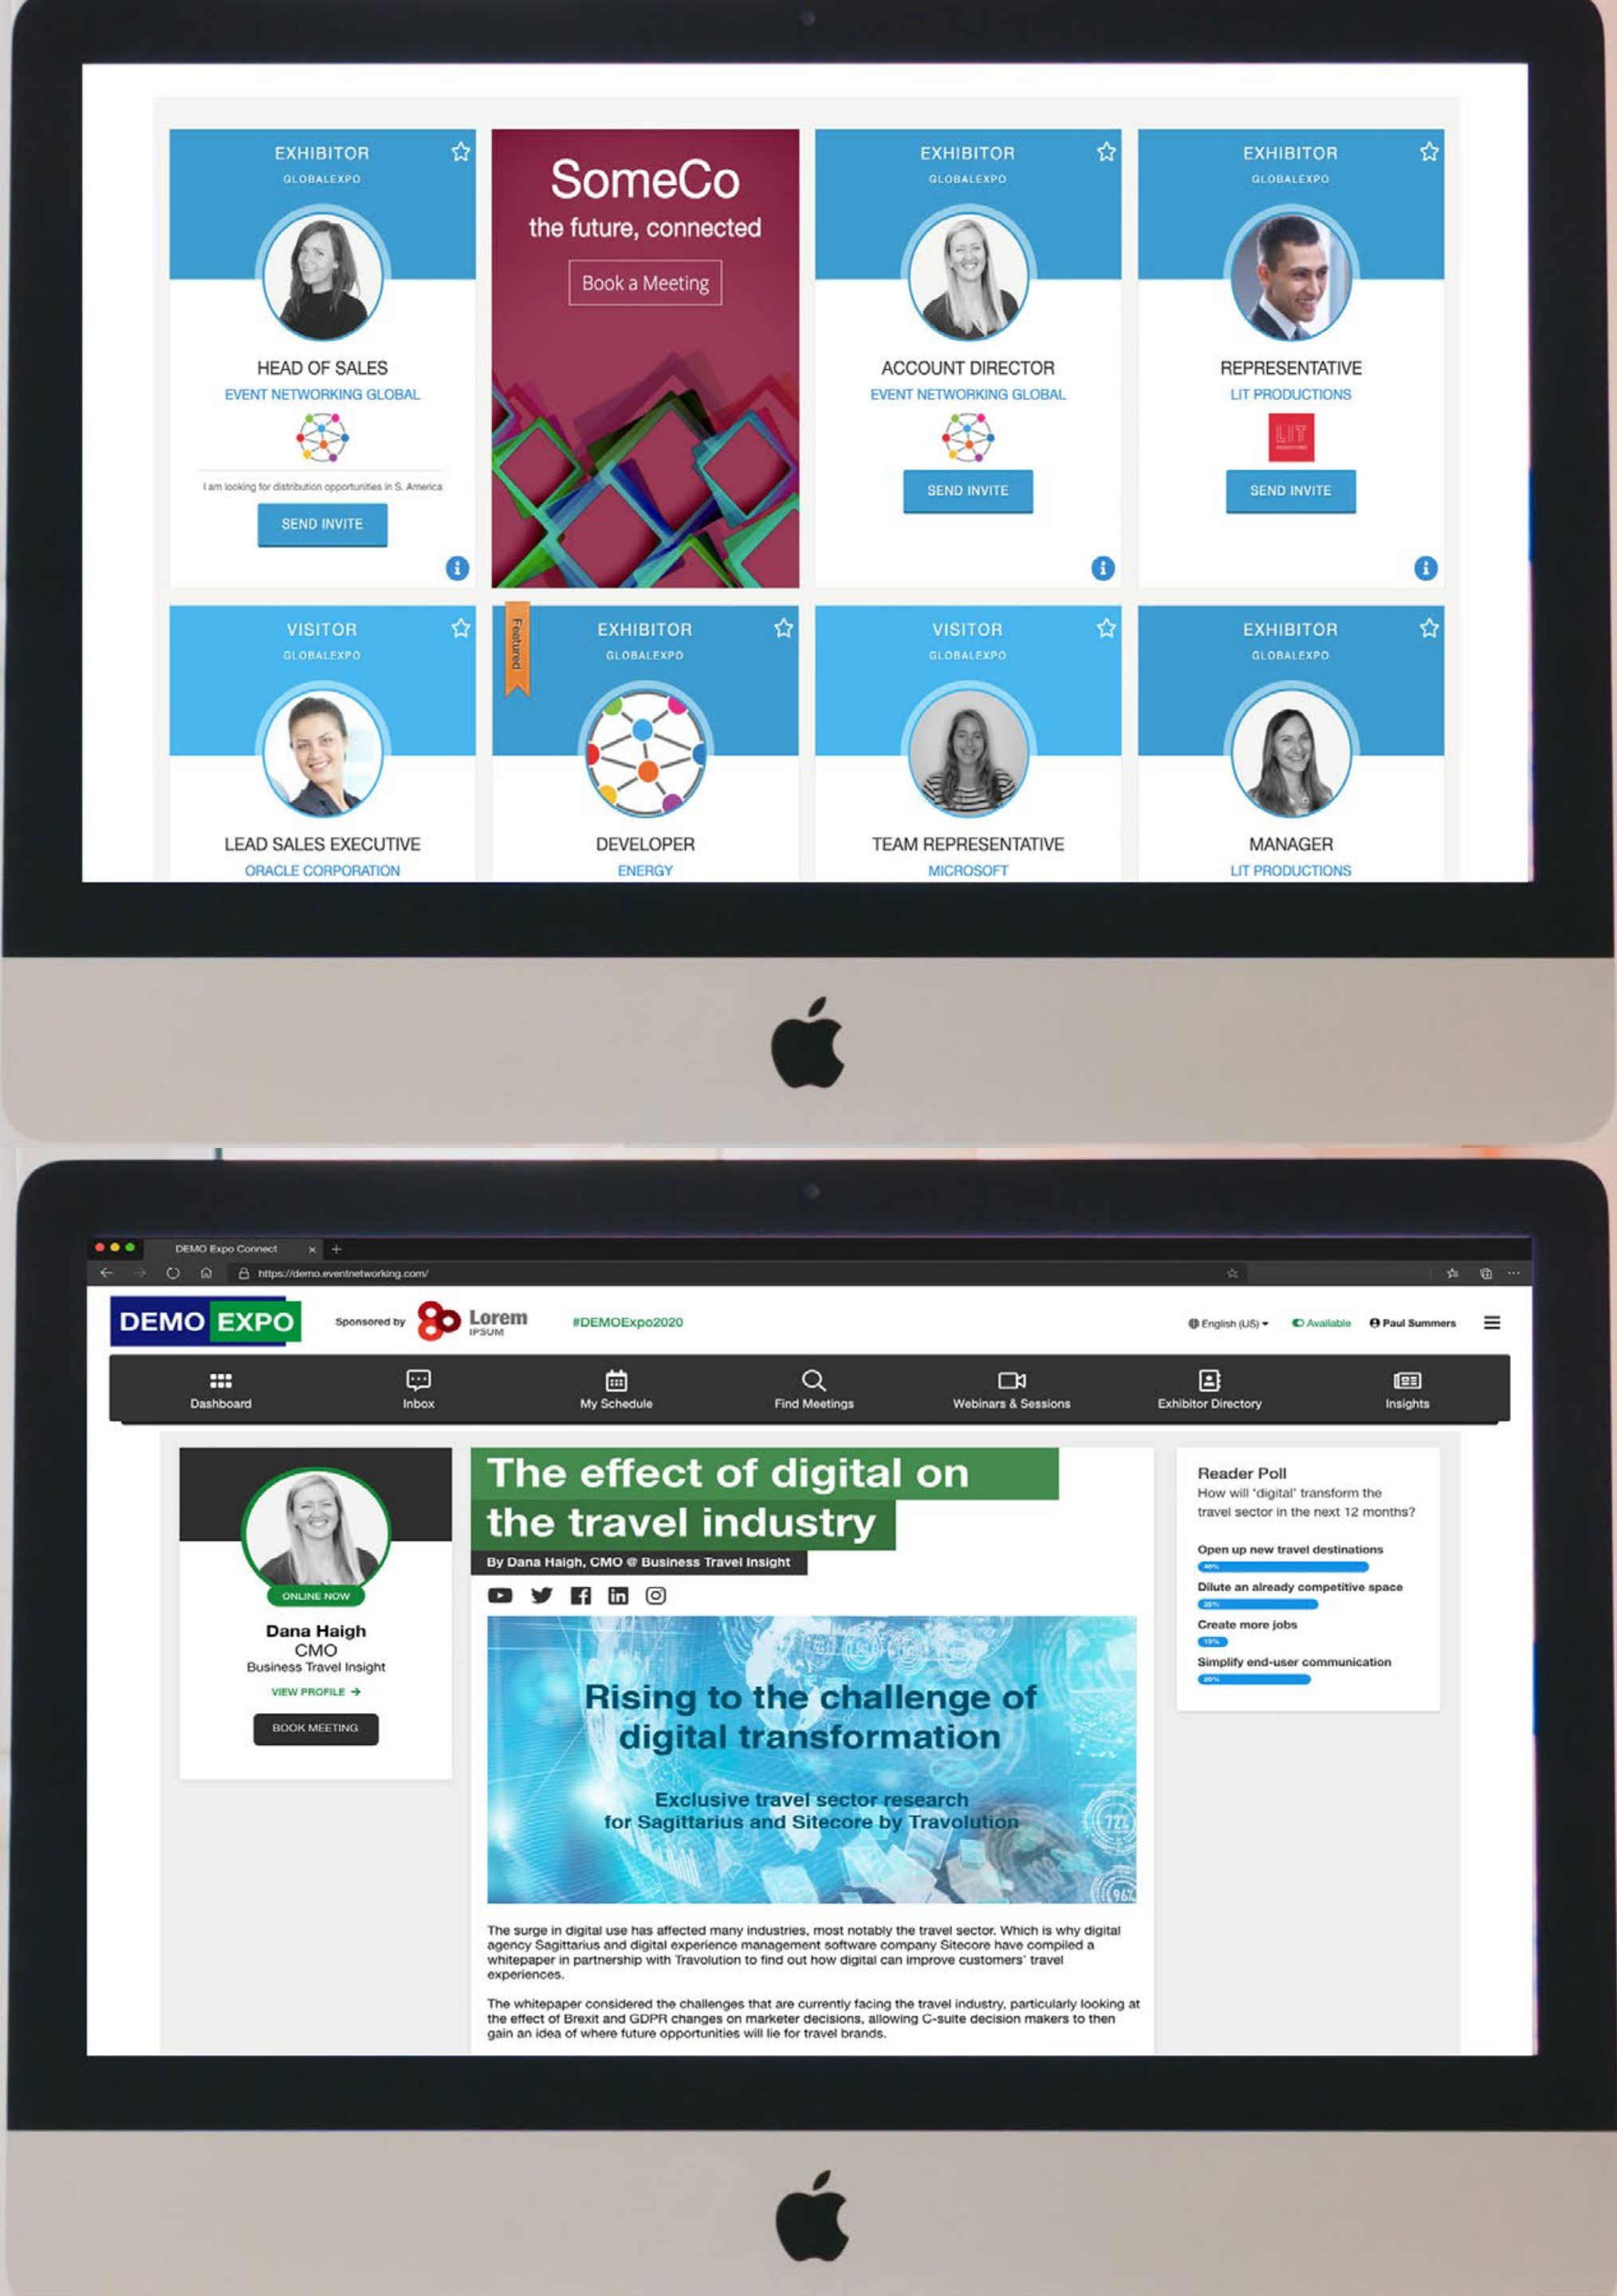 EXHIBITOR
GLOBALEXPO
HEAD OF SALES
EVENT NETWORKING GLOBAL
I am looking for distribution opportunities in S. America
SEND INVITE
SomeCo
the future, connected
Book a Meeting
EXHIBITOR
GLOBALEXPO
ACCOUNT DIRECTOR
EVENT NETWORKING GLOBAL
SEND INVITE
EXHIBITOR
GLOBALEXPO
REPRESENTATIVE
LIT PRODUCTIONS
LIT
SEND INVITE
VISITOR
GLOBALEXPO
LEAD SALES EXECUTIVE
ORACLE CORPORATION
Featured
EXHIBITOR
GLOBALEXPO
DEVELOPER
ENERGY
VISITOR
GLOBALEXPO
TEAM REPRESENTATIVE
MICROSOFT
EXHIBITOR
GLOBALEXPO
MANAGER
LIT PRODUCTIONS
DEMO Expo Connect
https://demo.eventnetworking.com/
DEMO EXPO
Sponsored by
Lorem
IPSUM
#DEMOExpo2020
English (US)
Available
Paul Summers
Dashboard
Inbox
My Schedule
Find Meetings
Webinars & Sessions
Exhibitor Directory
Insights
ONLINE NOW
Dana Haigh
CMO
Business Travel Insight
VIEW PROFILE →
BOOK MEETING
The effect of digital on
the travel industry
By Dana Haigh, CMO @ Business Travel Insight
Rising to the challenge of
digital transformation
Exclusive travel sector research
for Sagittarius and Sitecore by Travolution
72%
96%
The surge in digital use has affected many industries, most notably the travel sector. Which is why digital
agency Sagittarius and digital experience management software company Sitecore have compiled a
whitepaper in partnership with Travolution to find out how digital can improve customers' travel
experiences.
The whitepaper considered the challenges that are currently facing the travel industry, particularly looking at
the effect of Brexit and GDPR changes on marketer decisions, allowing C-suite decision makers to then
gain an idea of where future opportunities will lie for travel brands.
Reader Poll
How will 'digital' transform the
travel sector in the next 12 months?
Open up new travel destinations
40%
Dilute an already competitive space
25%
Create more jobs
15%
Simplify end-user communication
20%